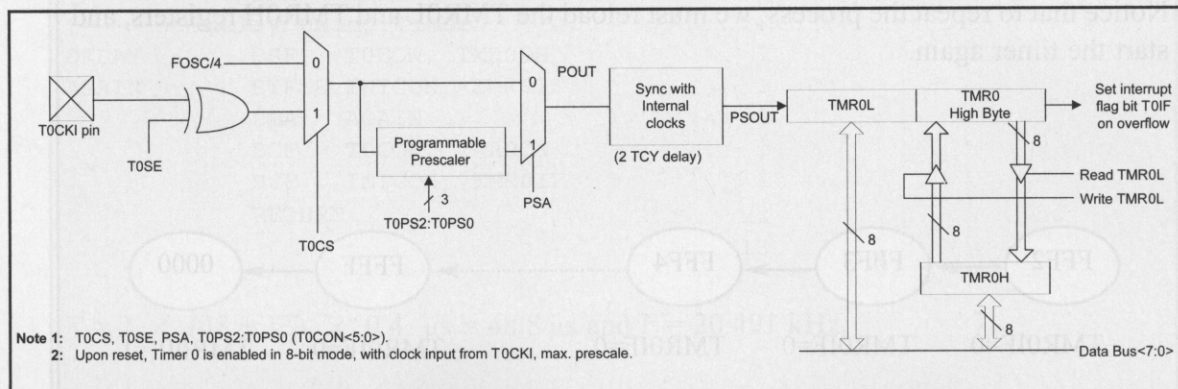 Notice that to repeat the process, we must reload the TMR0L and TMR0H registers, and
start the timer again.
FOSC/4
0
1
T0CKI pin
T0SE
T0CS
Programmable
Prescaler
3
T0PS2:T0PS0
0
1
POUT
PSA
Sync with
Internal
clocks
(2 TCY delay)
PSOUT
TMR0L
TMR0
High Byte
Set interrupt
flag bit T0IF
on overflow
8
Read TMR0L
Write TMR0L
8
8
TMR0H
8
Data Bus<7:0>
0000
FFFF
FFF4
FFF3
FFF2
Note 1: T0CS, T0SE, PSA, T0PS2:T0PS0 (T0CON<5:0>).
2: Upon reset, Timer 0 is enabled in 8-bit mode, with clock input from T0CKI, max. prescale.